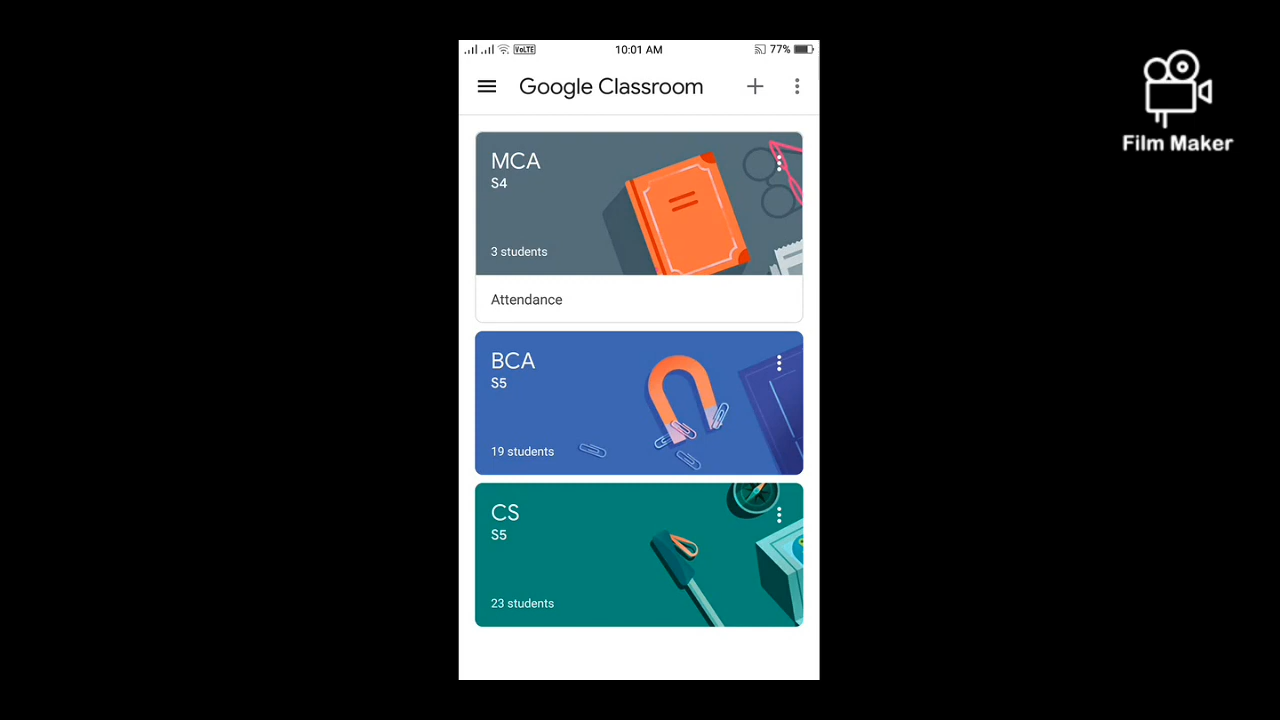 VoLTE
10:01 AM
77%
Google Classroom
MCA
S4
3 students
Attendance
BCA
S5
19 students
CS
S5
23 students
Film Maker